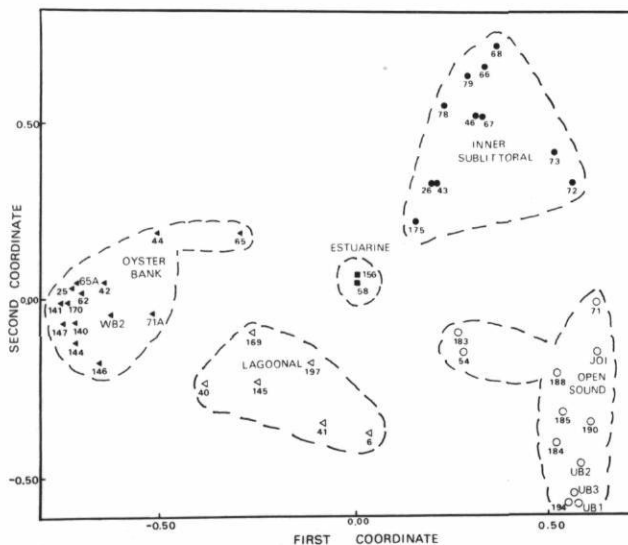 68
66
79
78
0.50
46 67
INNER
SUBLITTORAL
73
26 43
72
175
44
65
ESTUARINE
OYSTER
BANK
65A
25
42
62
156
58
0.00
141 170
WB2
71A
147 140
144
146
169
183
71
54
JO1
LAGOONAL
197
188
OPEN
SOUND
40
145
185
190
41
6
184
UB2
-0.50
UB3
194
UB1
SECOND COORDINATE
-0.50
0.00
0.50
FIRST COORDINATE